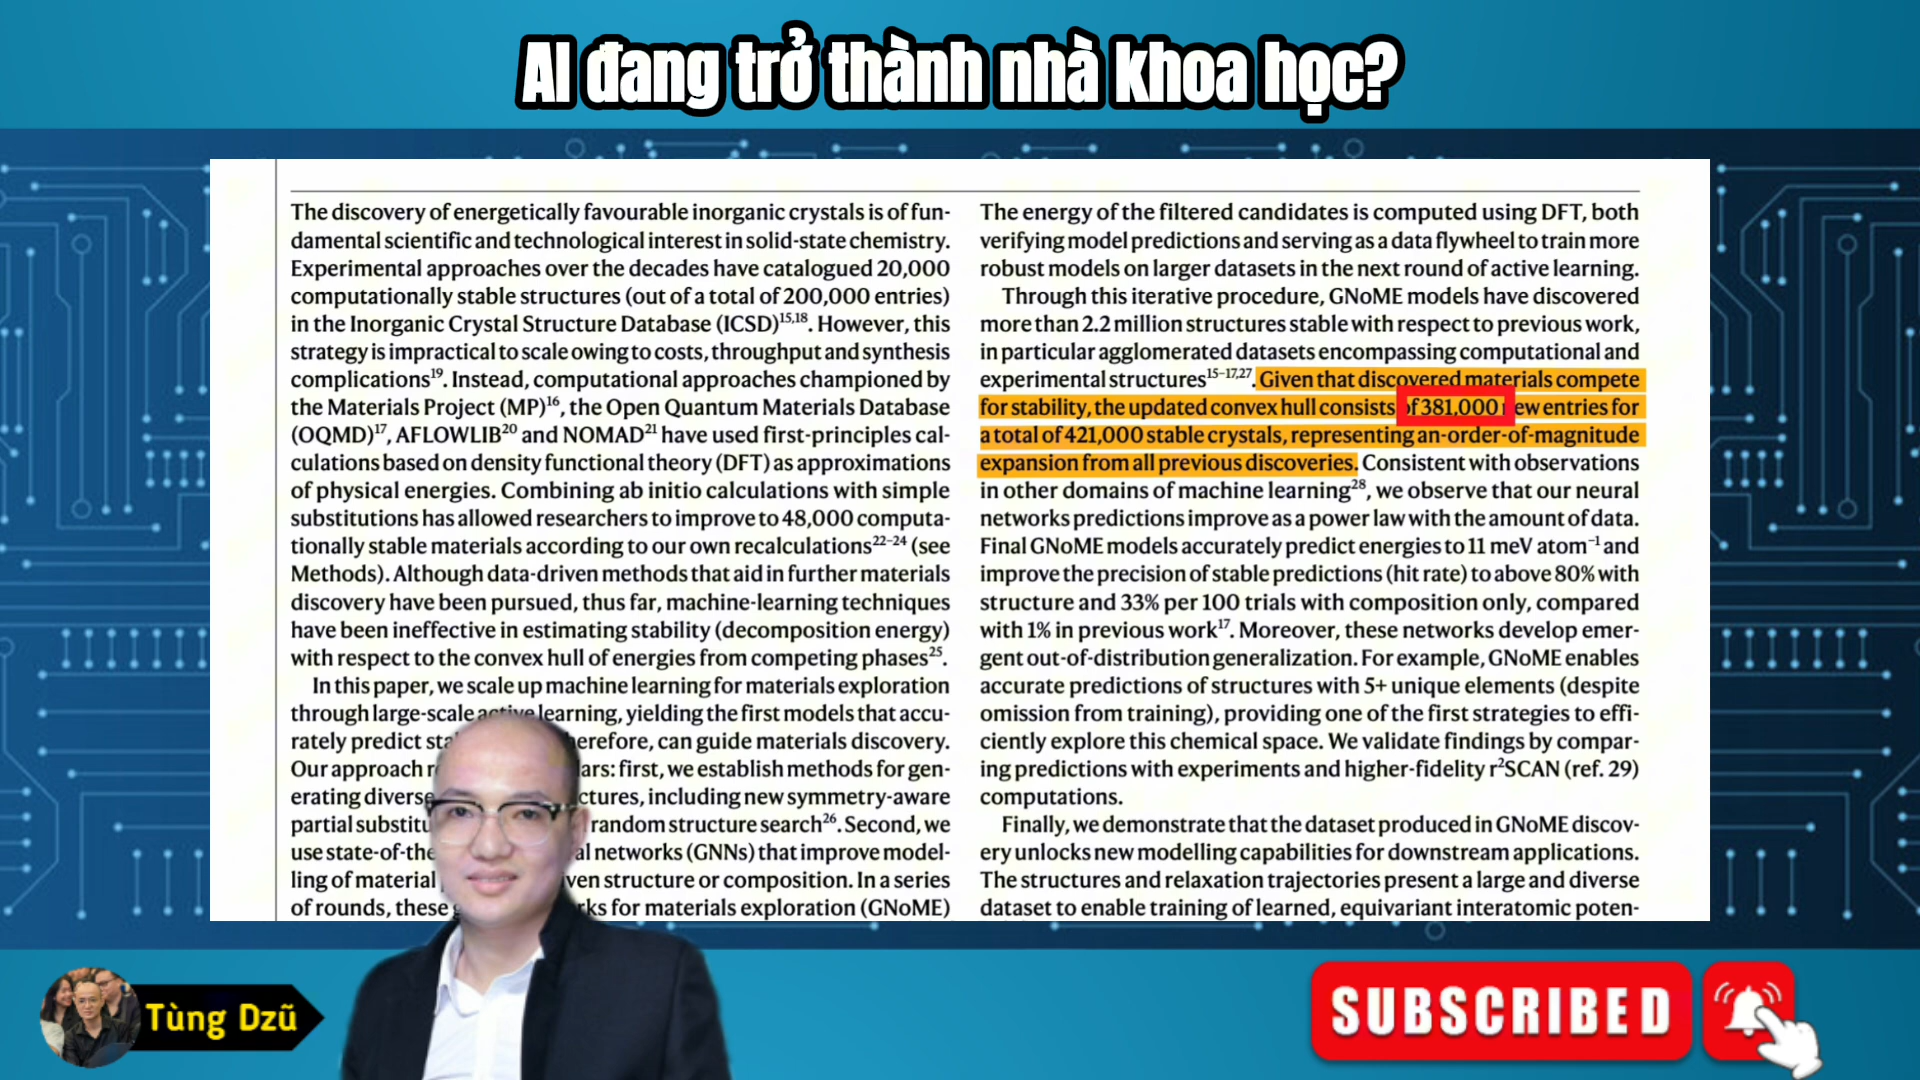 AI đang trở thành nhà khoa học?
The discovery of energetically favourable inorganic crystals is of fun-
damental scientific and technological interest in solid-state chemistry.
Experimental approaches over the decades have catalogued 20,000
computationally stable structures (out of a total of 200,000 entries)
in the Inorganic Crystal Structure Database (ICSD)15,18. However, this
strategy is impractical to scale owing to costs, throughput and synthesis
complications19. Instead, computational approaches championed by
the Materials Project (MP)16, the Open Quantum Materials Database
(OQMD)17, AFLOWLIB20 and NOMAD21 have used first-principles cal-
culations based on density functional theory (DFT) as approximations
of physical energies. Combining ab initio calculations with simple
substitutions has allowed researchers to improve to 48,000 computa-
tionally stable materials according to our own recalculations22–24 (see
Methods). Although data-driven methods that aid in further materials
discovery have been pursued, thus far, machine-learning techniques
have been ineffective in estimating stability (decomposition energy)
with respect to the convex hull of energies from competing phases25.
In this paper, we scale up machine learning for materials exploration
through large-scale active learning, yielding the first models that accu-
rately predict herefore, can guide materials discovery.
Our approach ars: first, we establish methods for gen-
erating diverse ctures, including new symmetry-aware
partial substitu random structure search26. Second, we
use state-of-the al networks (GNNs) that improve model-
ling of material ven structure or composition. In a series
of rounds, these rks for materials exploration (GNoME)
The energy of the filtered candidates is computed using DFT, both
verifying model predictions and serving as a data flywheel to train more
robust models on larger datasets in the next round of active learning.
Through this iterative procedure, GNoME models have discovered
more than 2.2 million structures stable with respect to previous work,
in particular agglomerated datasets encompassing computational and
experimental structures15–17,27. Given that discovered materials compete
for stability, the updated convex hull consists of 381,000 new entries for
a total of 421,000 stable crystals, representing an-order-of-magnitude
expansion from all previous discoveries. Consistent with observations
in other domains of machine learning28, we observe that our neural
networks predictions improve as a power law with the amount of data.
Final GNoME models accurately predict energies to 11 meV atom−1 and
improve the precision of stable predictions (hit rate) to above 80% with
structure and 33% per 100 trials with composition only, compared
with 1% in previous work17. Moreover, these networks develop emer-
gent out-of-distribution generalization. For example, GNoME enables
accurate predictions of structures with 5+ unique elements (despite
omission from training), providing one of the first strategies to effi-
ciently explore this chemical space. We validate findings by compar-
ing predictions with experiments and higher-fidelity r2SCAN (ref. 29)
computations.
Finally, we demonstrate that the dataset produced in GNoME discov-
ery unlocks new modelling capabilities for downstream applications.
The structures and relaxation trajectories present a large and diverse
dataset to enable training of learned, equivariant interatomic poten-
Tùng Dzũ
SUBSCRIBED